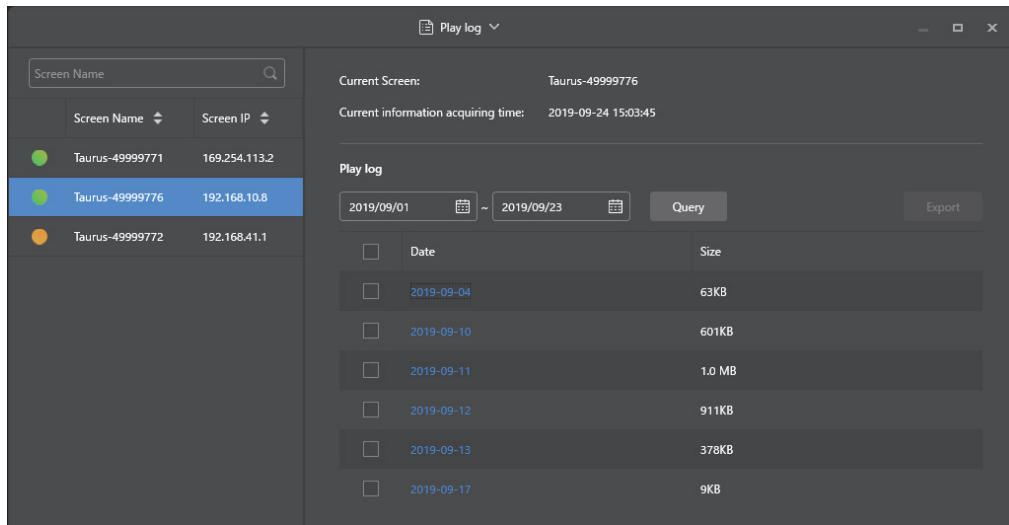 Play log
Screen Name
Screen Name Screen IP
Taurus-49999771 169.254.113.2
Taurus-49999776 192.168.10.8
Taurus-49999772 192.168.41.1
Current Screen: Taurus-49999776
Current information acquiring time: 2019-09-24 15:03:45
Play log
2019/09/01 ~ 2019/09/23 Query Export
Date Size
2019-09-04 63KB
2019-09-10 601KB
2019-09-11 1.0 MB
2019-09-12 911KB
2019-09-13 378KB
2019-09-17 9KB